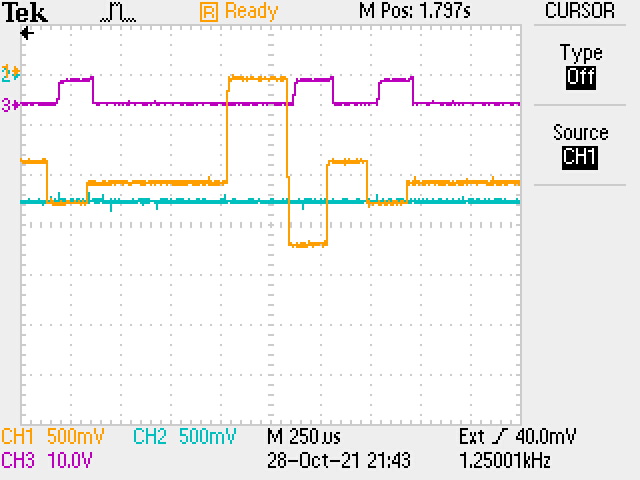 Tek R Ready M Pos: 1.797s CURSOR
Type
Off
Source
CH1
1
2
3
CH1 500mV CH2 500mV M 250µs Ext 40.0mV
CH3 10.0V 28-Oct-21 21:43 1.25001kHz